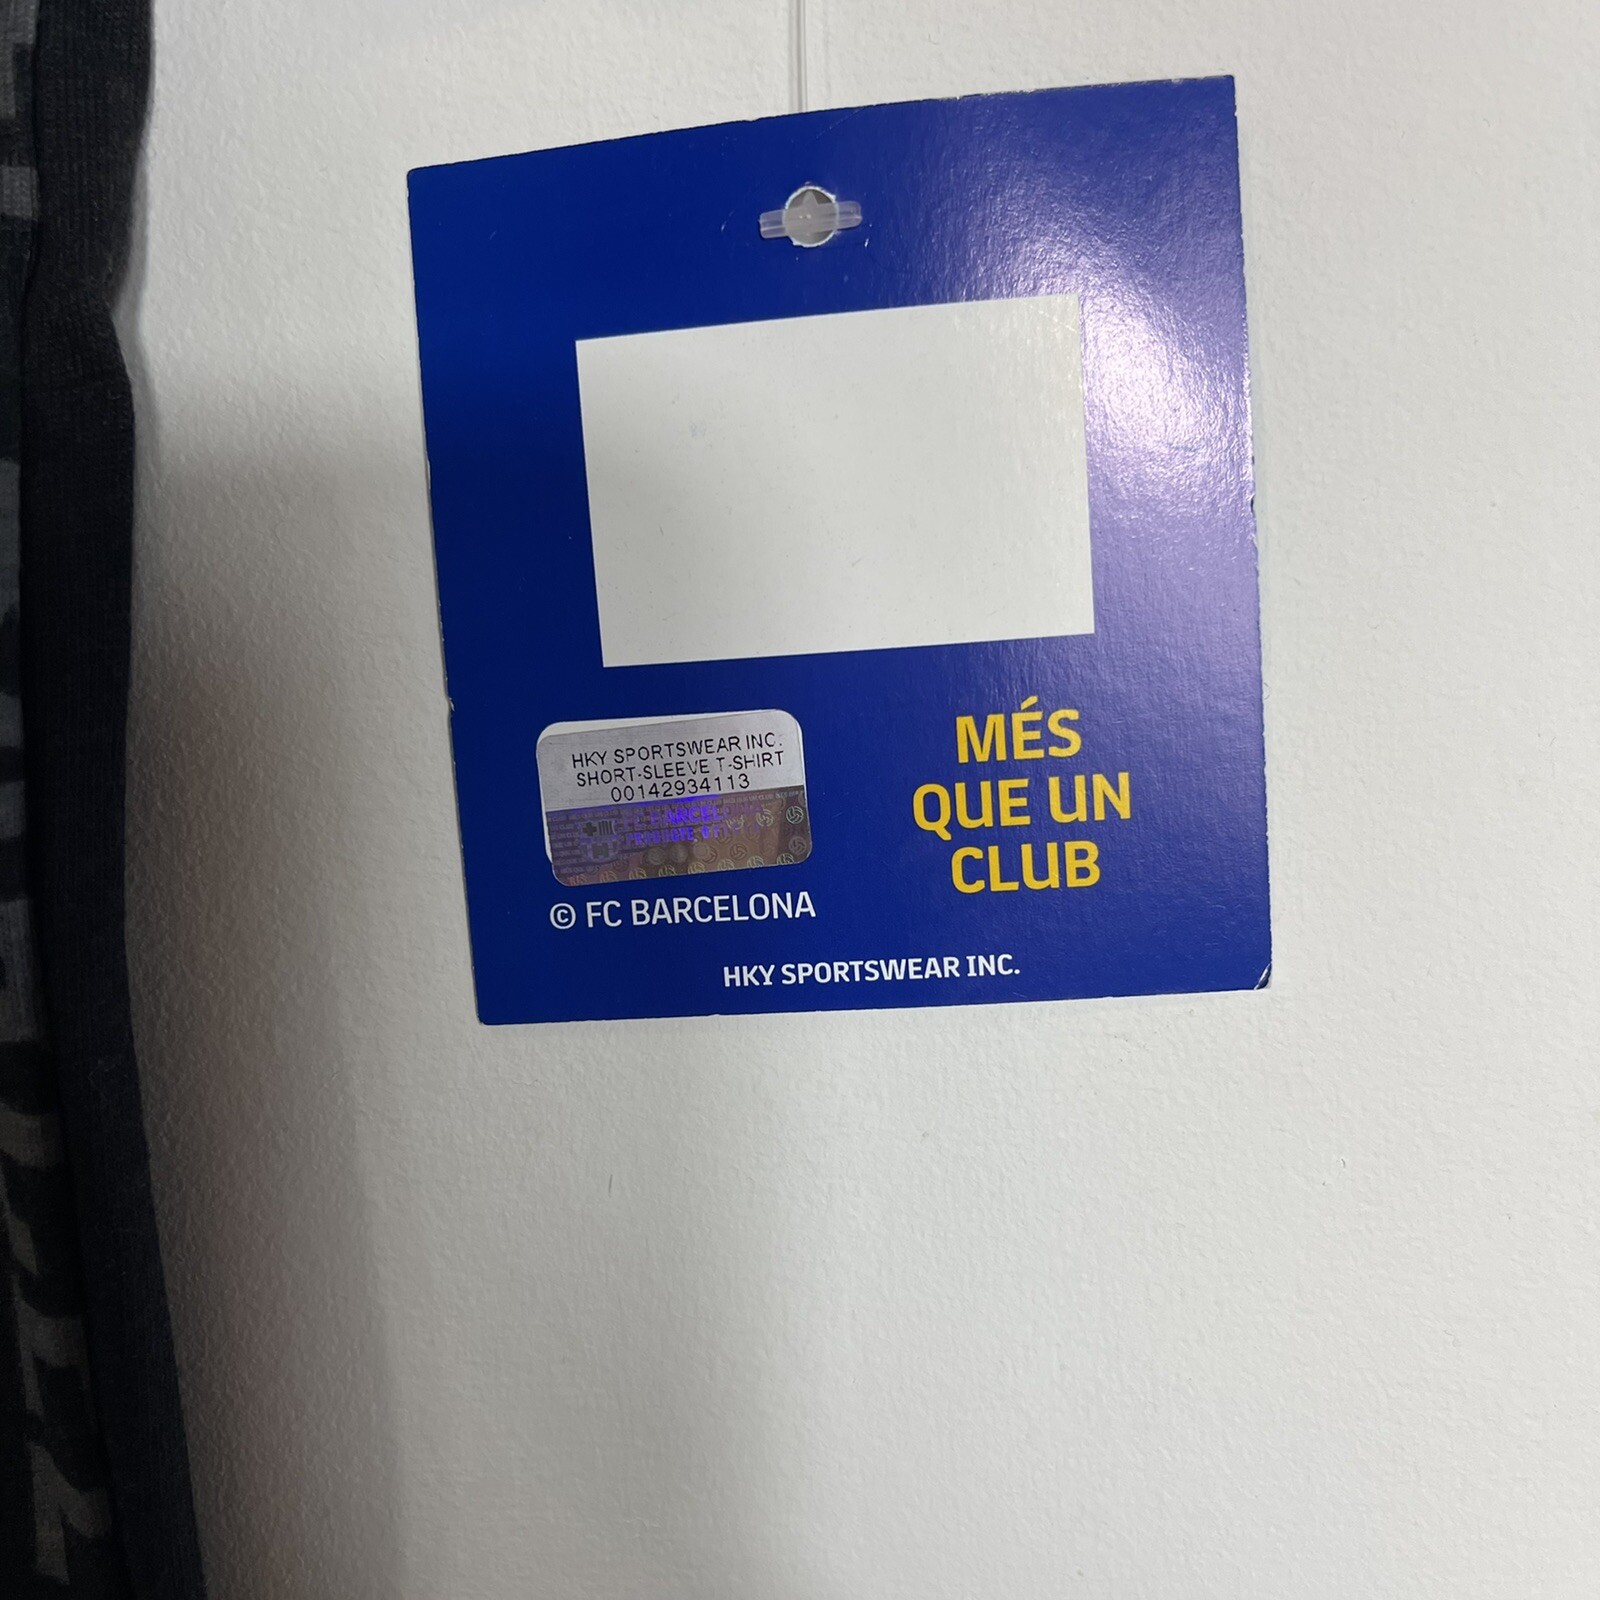 HKY SPORTSWEAR INC.
SHORT-SLEEVE T-SHIRT
00142934113
MÉS
QUE UN
CLUB
© FC BARCELONA
HKY SPORTSWEAR INC.